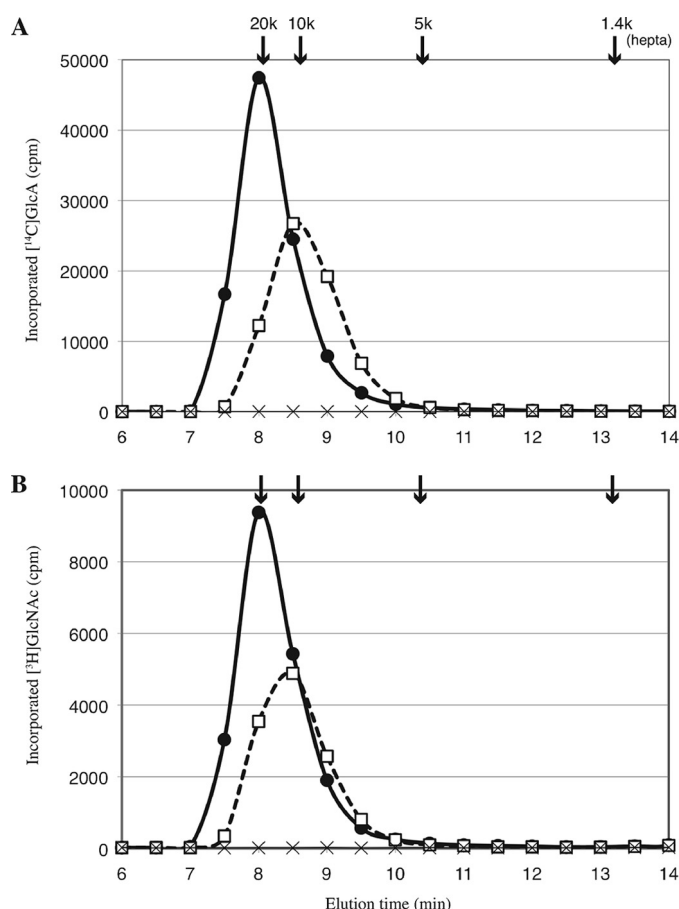 A
20k 10k 5k 1.4k
(hepta)
50000
40000
30000
20000
10000
0
Incorporated [¹⁴C]GlcA (cpm)
6 7 8 9 10 11 12 13 14
B
10000
8000
6000
4000
2000
0
Incorporated [³H]GlcNAc (cpm)
6 7 8 9 10 11 12 13 14
Elution time (min)